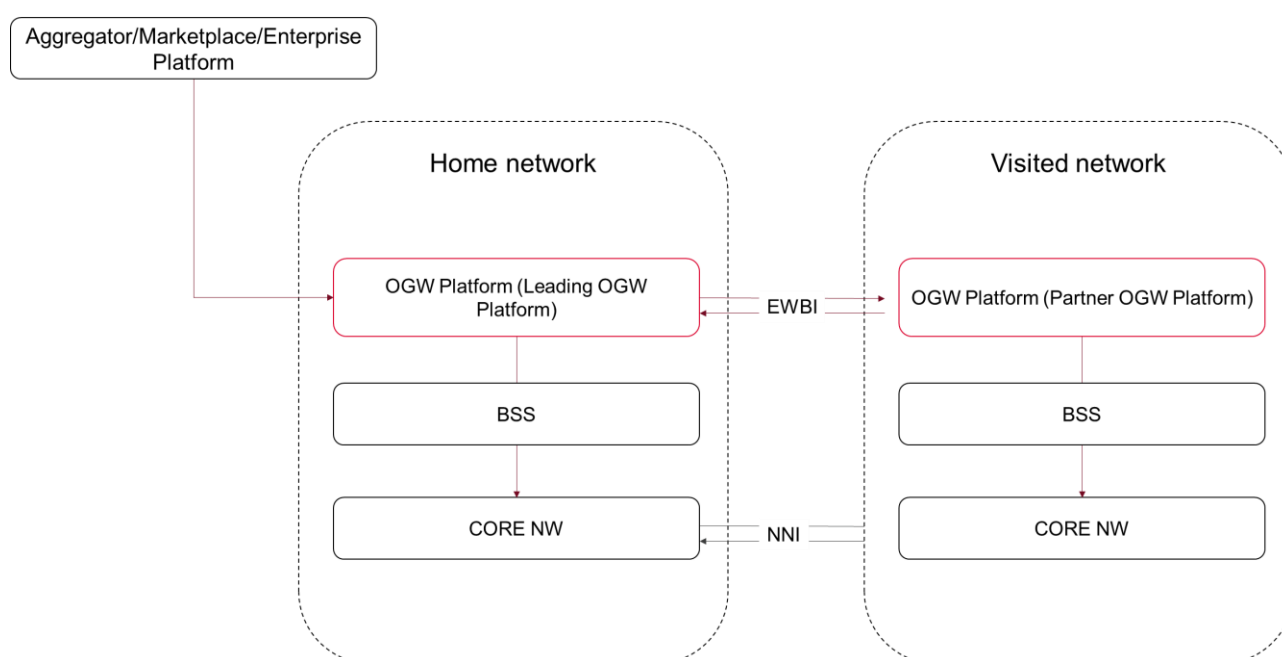 Aggregator/Marketplace/Enterprise
Platform
Home network
Visited network
OGW Platform (Leading OGW
Platform)
EWBI
OGW Platform (Partner OGW Platform)
BSS
BSS
CORE NW
NNI
CORE NW